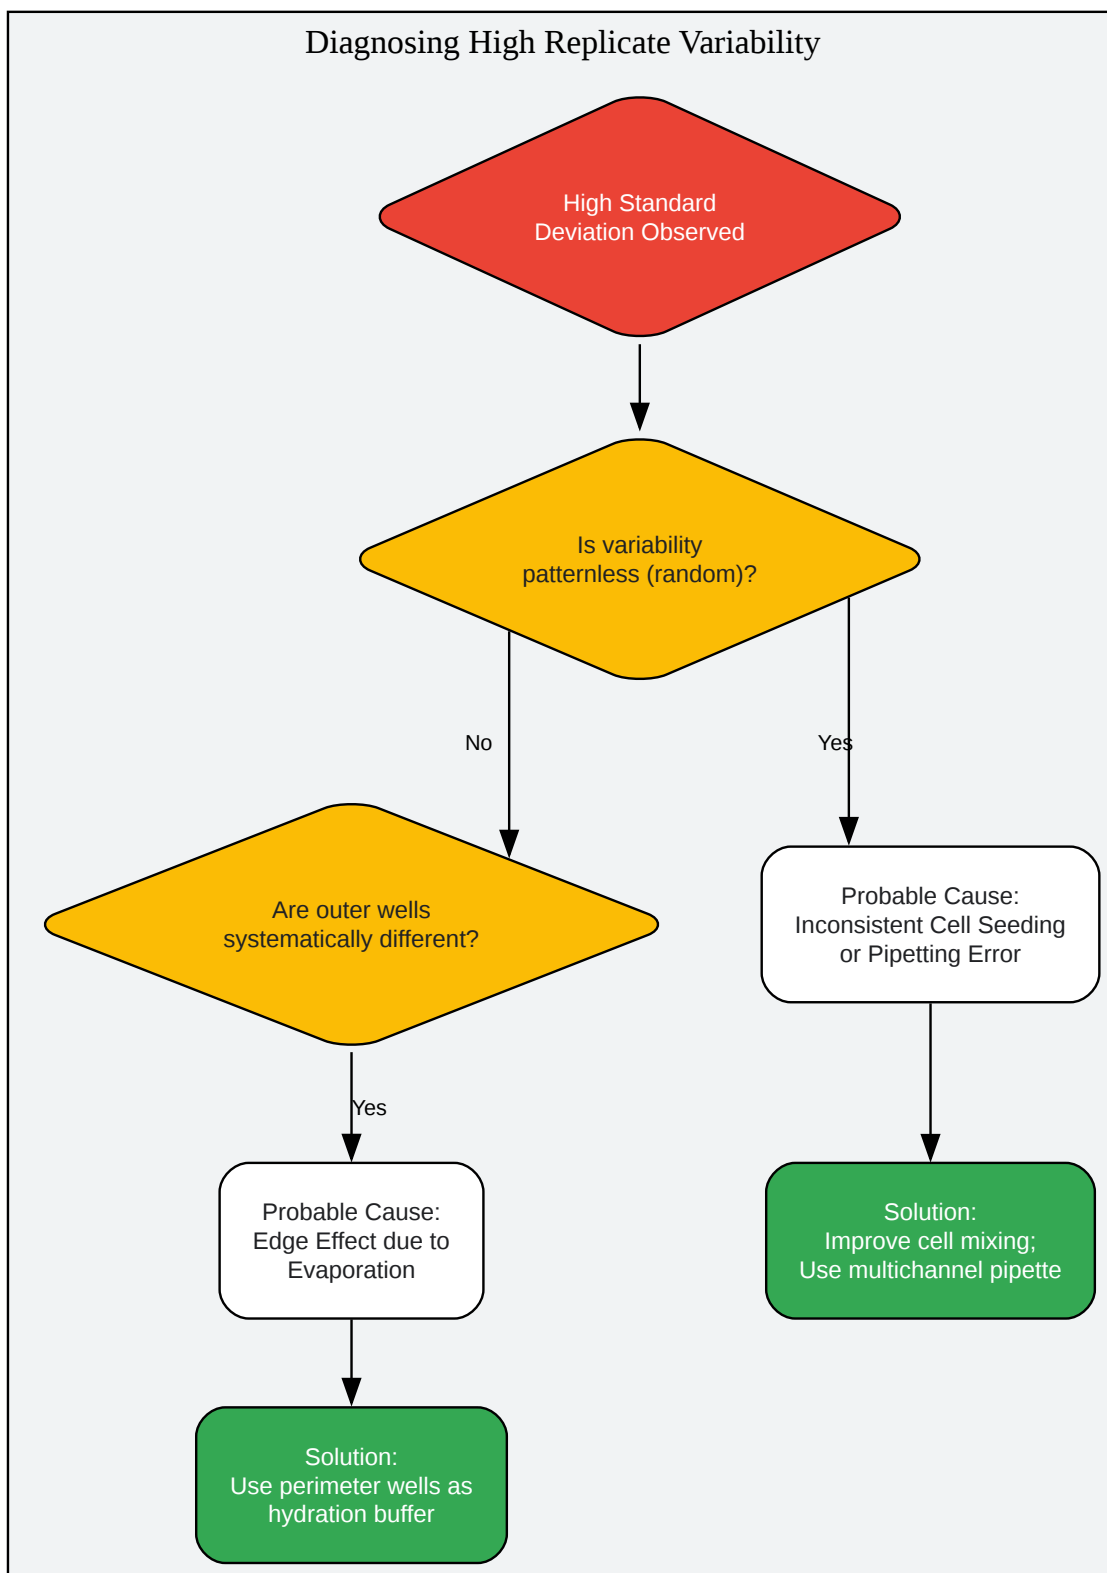 Diagnosing High Replicate Variability
High Standard
Deviation Observed
Is variability
patternless (random)?
No
Yes
Are outer wells
systematically different?
Probable Cause:
Inconsistent Cell Seeding
or Pipetting Error
Yes
Probable Cause:
Edge Effect due to
Evaporation
Solution:
Improve cell mixing;
Use multichannel pipette
Solution:
Use perimeter wells as
hydration buffer